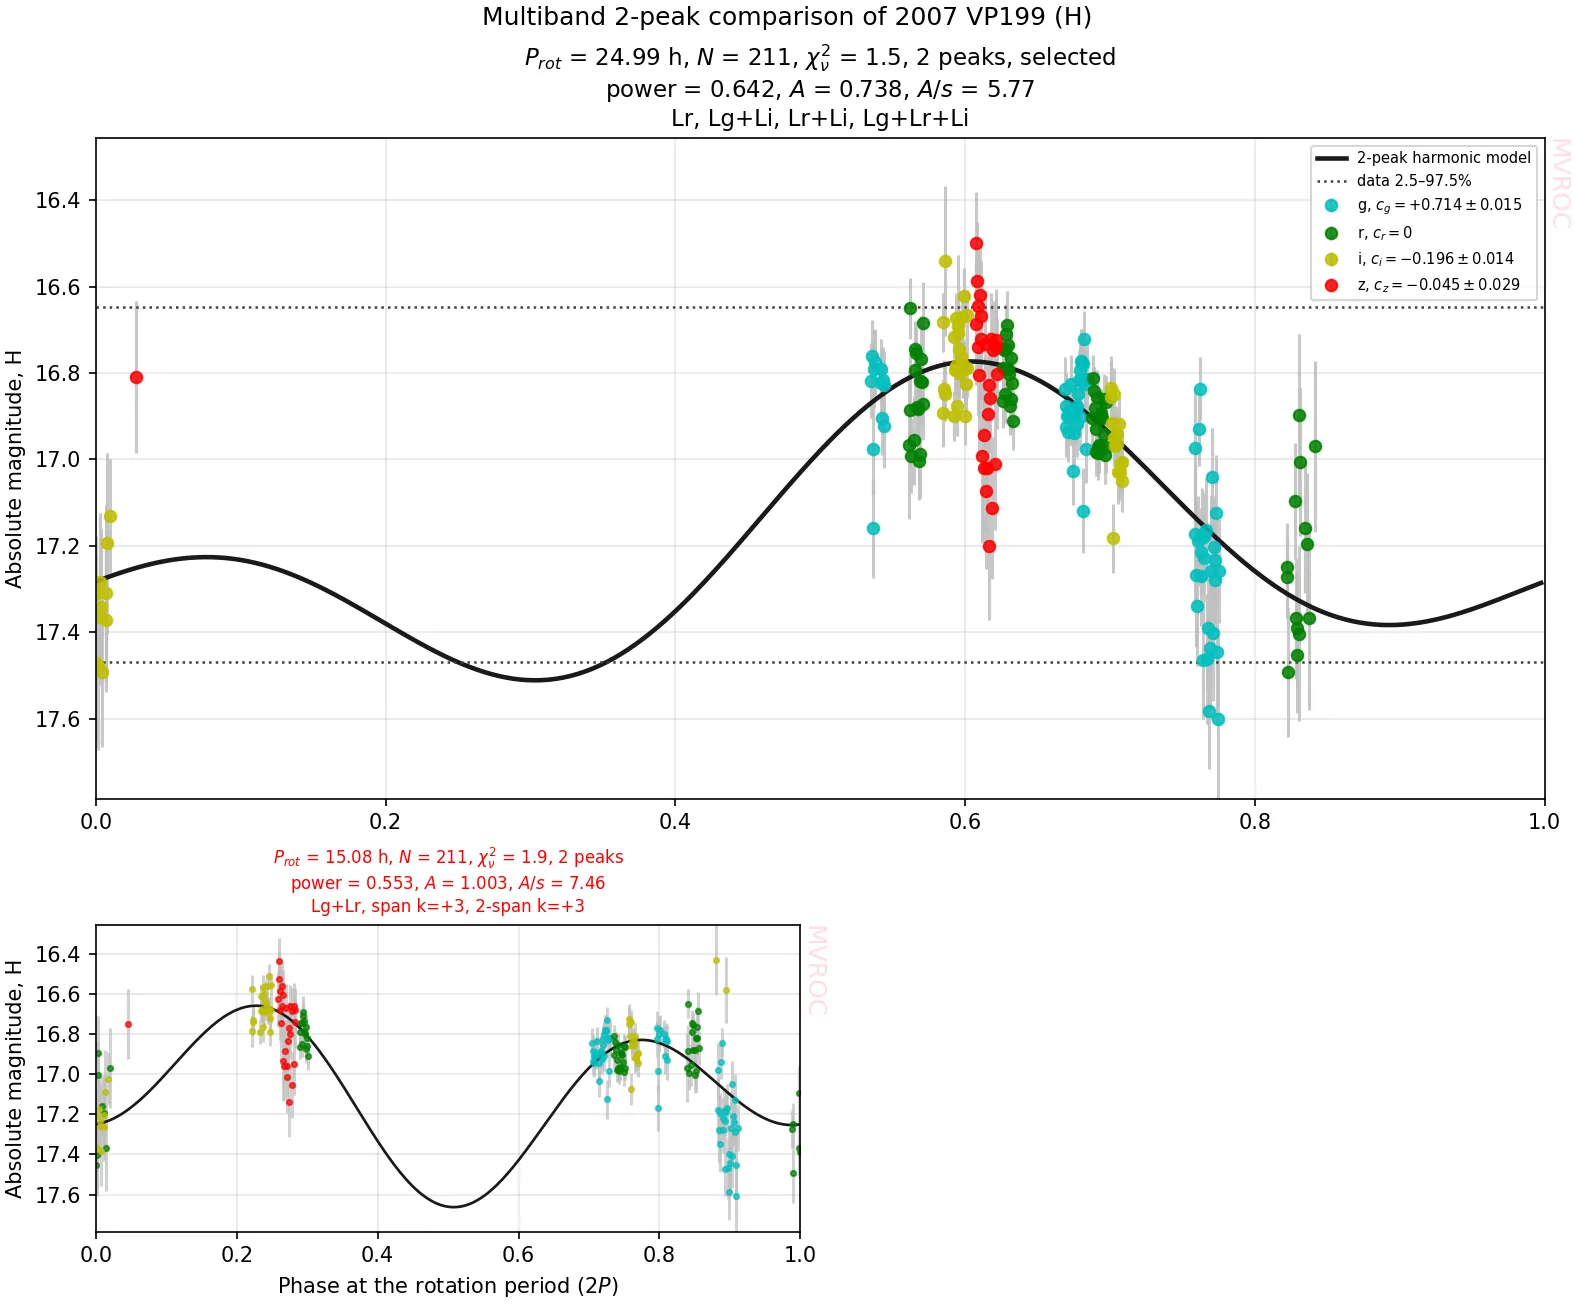 Multiband 2-peak comparison of 2007 VP199 (H)
P_rot = 24.99 h, N = 211, χ²_ν = 1.5, 2 peaks, selected
power = 0.642, A = 0.738, A/s = 5.77
Lr, Lg+Li, Lr+Li, Lg+Lr+Li
2-peak harmonic model
data 2.5–97.5%
g, c_g = +0.714 ± 0.015
r, c_r = 0
i, c_i = −0.196 ± 0.014
z, c_z = −0.045 ± 0.029
MVROC
Absolute magnitude, H
16.4
16.6
16.8
17.0
17.2
17.4
17.6
0.0 0.2 0.4 0.6 0.8 1.0
P_rot = 15.08 h, N = 211, χ²_ν = 1.9, 2 peaks
power = 0.553, A = 1.003, A/s = 7.46
Lg+Lr, span k=+3, 2-span k=+3
MVROC
Absolute magnitude, H
16.4
16.6
16.8
17.0
17.2
17.4
17.6
0.0 0.2 0.4 0.6 0.8 1.0
Phase at the rotation period (2P)